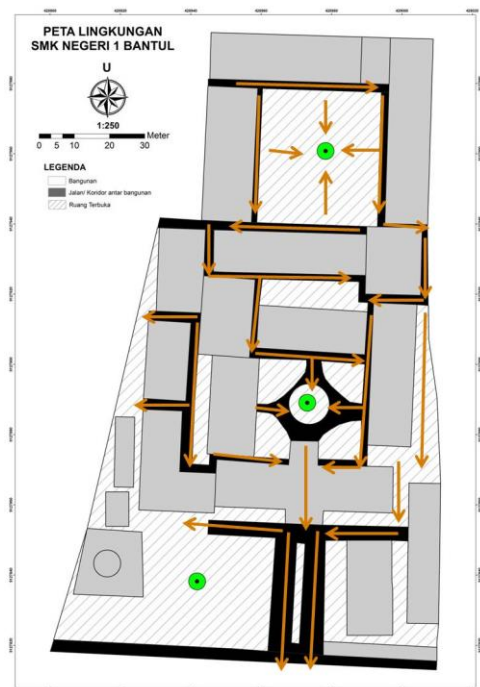 PETA LINGKUNGAN
SMK NEGERI 1 BANTUL
U
1:250
Meter
0 5 10 20 30
LEGENDA
Bangunan
Jalan/ Koridor antar bangunan
Ruang Terbuka